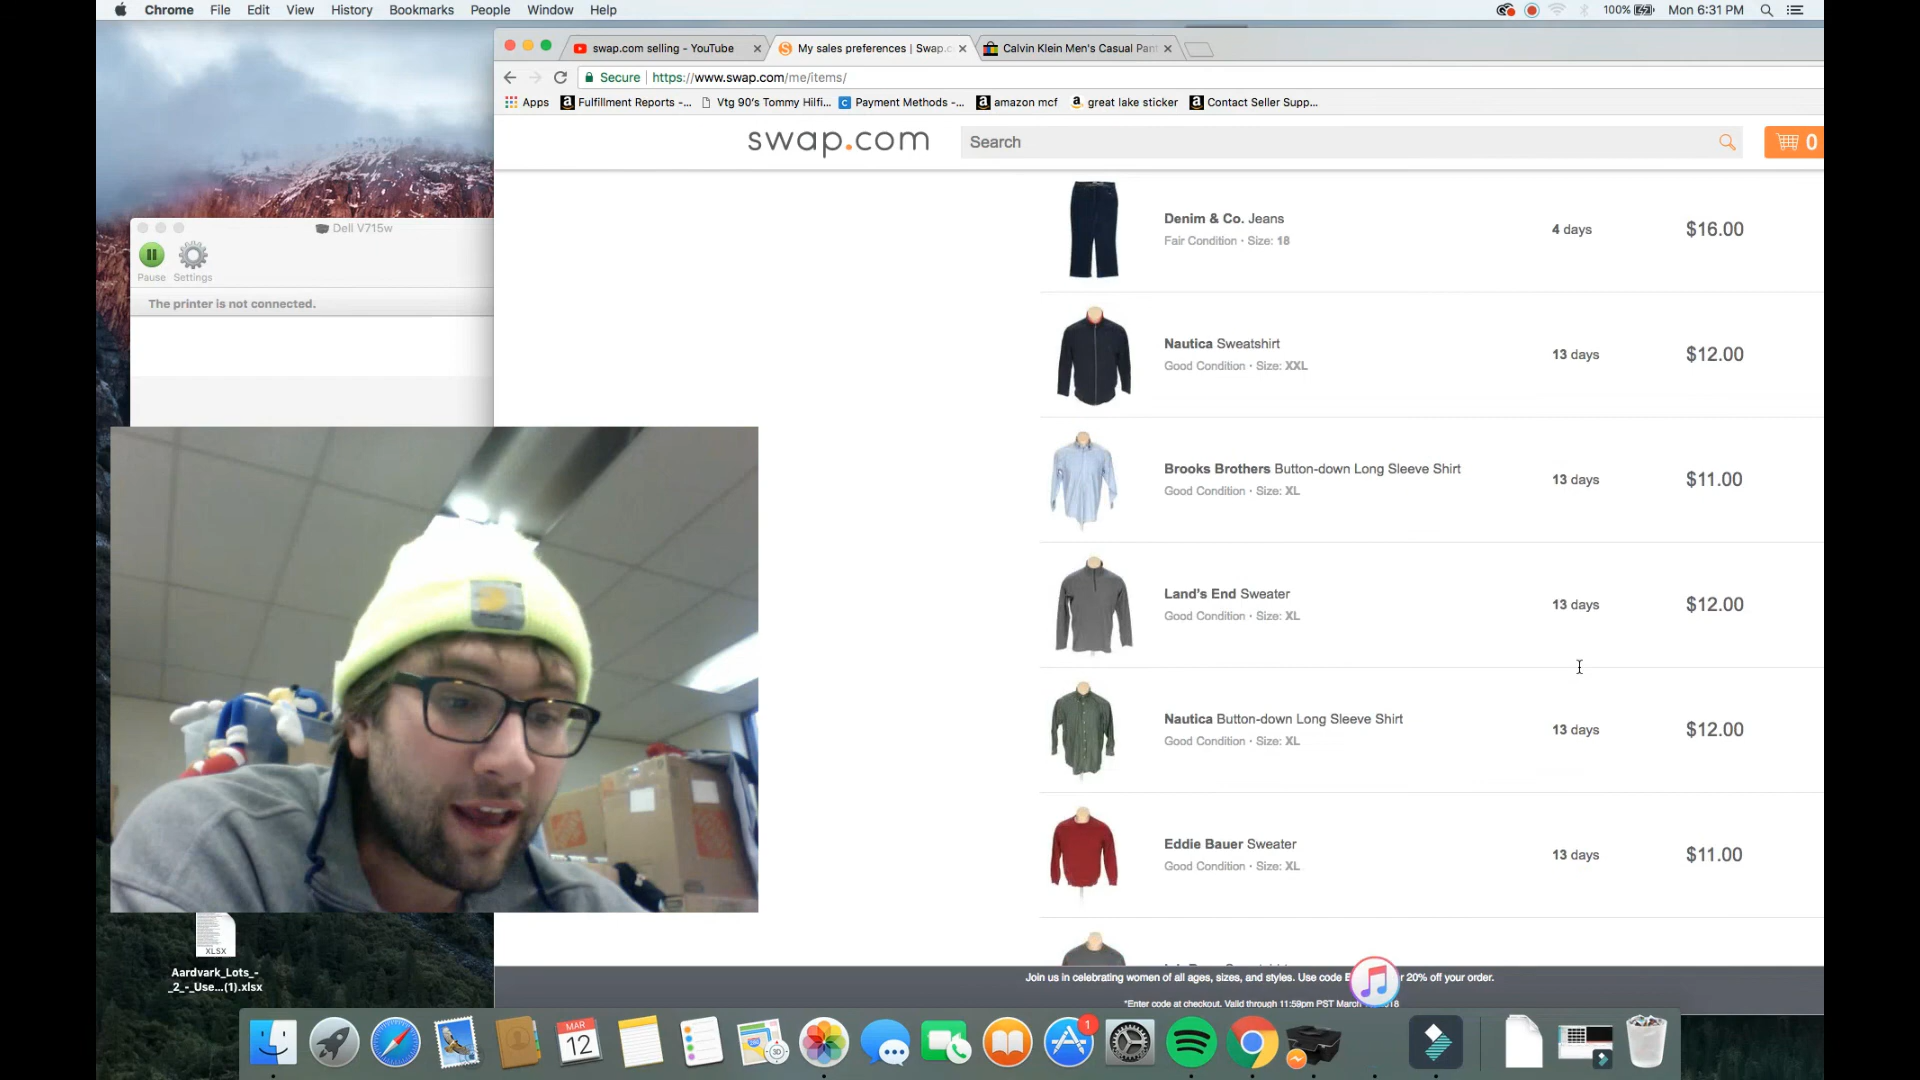 Chrome File Edit View History Bookmarks People Window Help 100% Mon 6:31 PM
swap.com selling - YouTube My sales preferences | Swap.c Calvin Klein Men's Casual Pan
Secure https://www.swap.com/me/items/
Apps Fulfillment Reports -... Vtg 90's Tommy Hilfi... Payment Methods -... amazon mcf great lake sticker Contact Seller Supp...
swap.com Search 0
Dell V715w
Pause Settings
The printer is not connected.
Denim & Co. Jeans 4 days $16.00
Fair Condition · Size: 18
Nautica Sweatshirt 13 days $12.00
Good Condition · Size: XXL
Brooks Brothers Button-down Long Sleeve Shirt 13 days $11.00
Good Condition · Size: XL
Land's End Sweater 13 days $12.00
Good Condition · Size: XL
Nautica Button-down Long Sleeve Shirt 13 days $12.00
Good Condition · Size: XL
Eddie Bauer Sweater 13 days $11.00
Good Condition · Size: XL
XLSX
Aardvark_Lots_-
_2_-_Use...(1).xlsx
Join us in celebrating women of all ages, sizes, and styles. Use code 20% off your order.
*Enter code at checkout. Valid through 11:59pm PST March
MAR
12
1